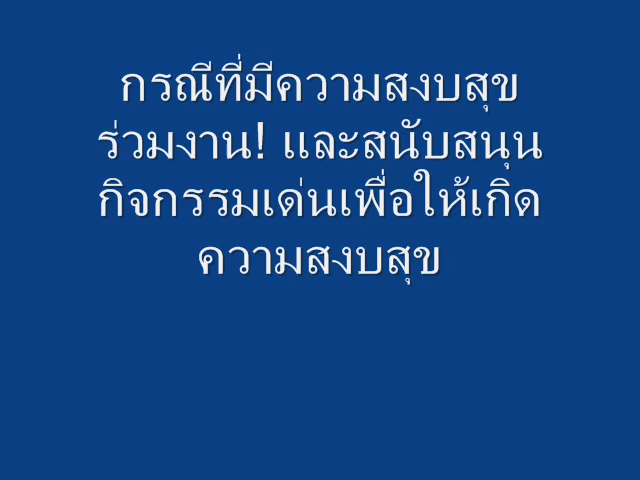 กรณีที่มีความสงบสุข
ร่วมงาน! และสนับสนุน
กิจกรรมเด่นเพื่อให้เกิด
ความสงบสุข